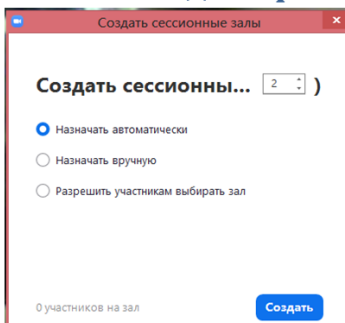 Создать сессионные залы
Создать сессионны... 2 )
Назначать автоматически
Назначать вручную
Разрешить участникам выбирать зал
0 участников на зал
Создать